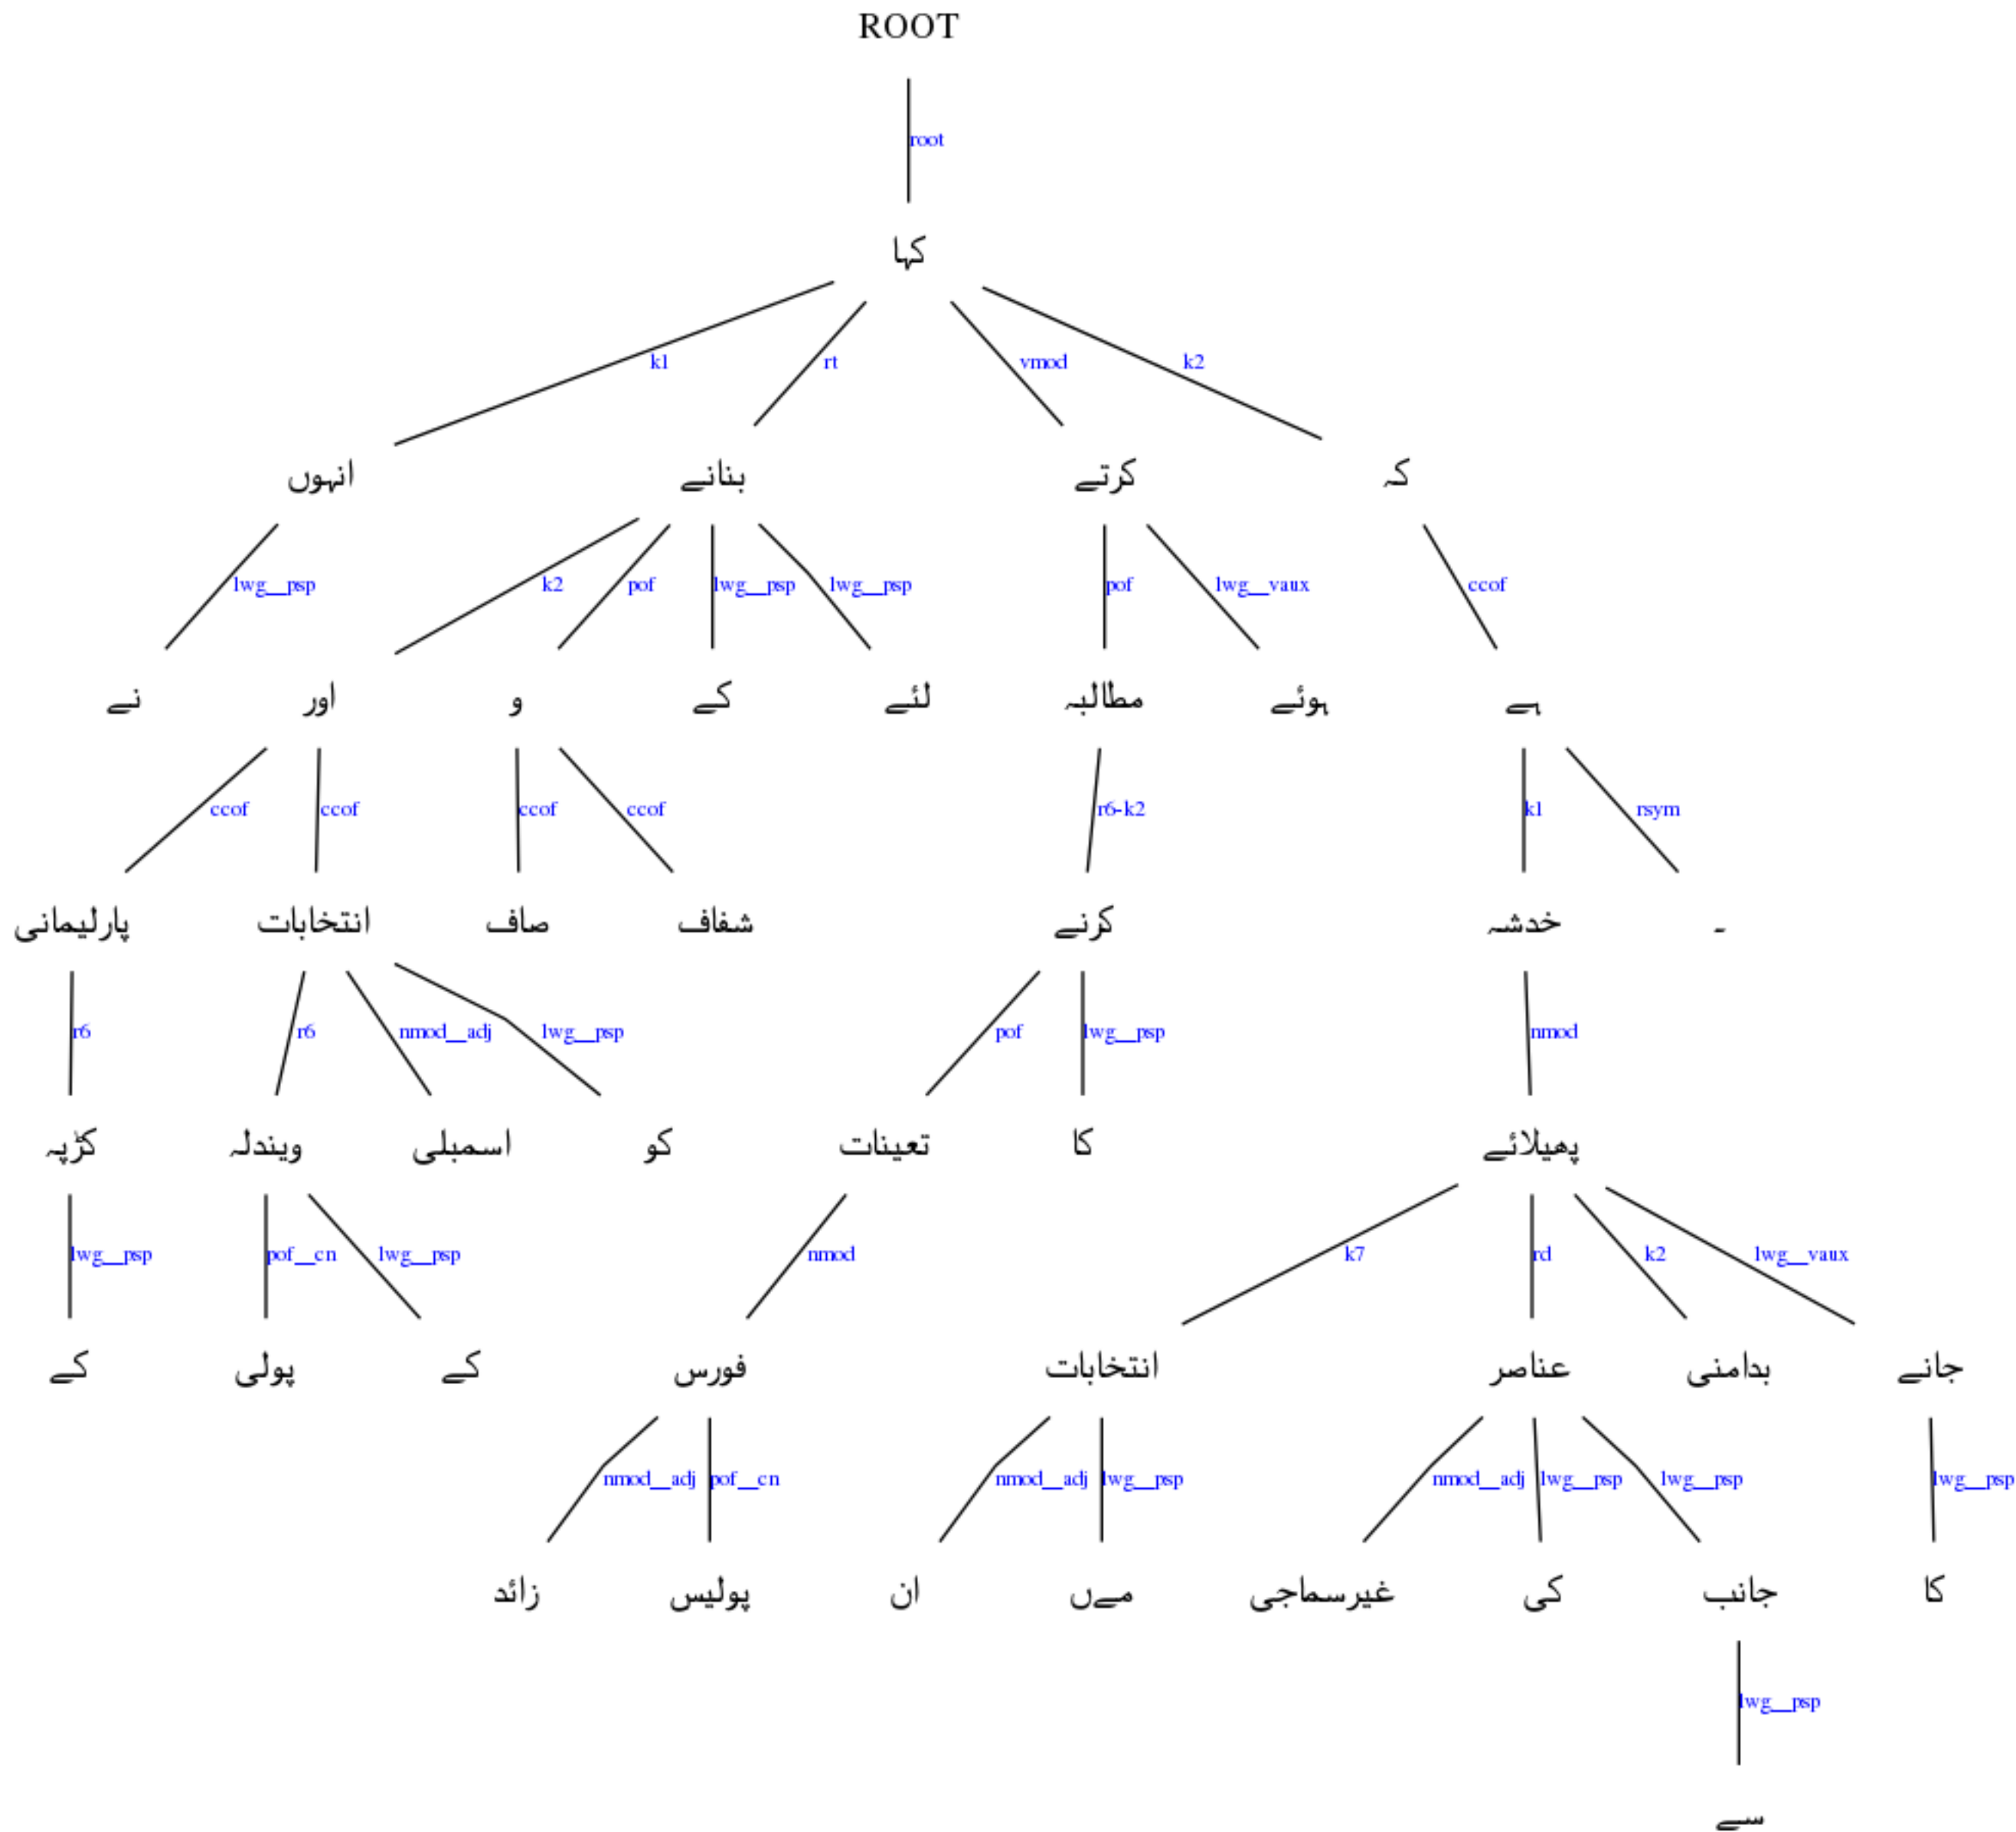 ROOT
root
کہا
k1 rt vmod k2
انہوں بنانے کرتے کہ
lwg__psp k2 pof lwg__psp lwg__psp pof lwg__vaux ccof
نے اور و کے لئے مطالبہ ہوئے ہے
ccof ccof ccof ccof r6-k2 k1 rsym
پارلیمانی انتخابات صاف شفاف کرنے خدشہ ۔
r6 r6 nmod__adj lwg__psp pof lwg__psp nmod
کڑپہ ویندلہ اسمبلی کو تعینات کا پھیلائے
lwg__psp pof__cn lwg__psp nmod k7 rd k2 lwg__vaux
کے پولی کے فورس انتخابات عناصر بدامنی جانے
nmod__adj pof__cn nmod__adj lwg__psp nmod__adj lwg__psp lwg__psp lwg__psp
زائد پولیس ان مےں غیرسماجی کی جانب کا
lwg__psp
سے